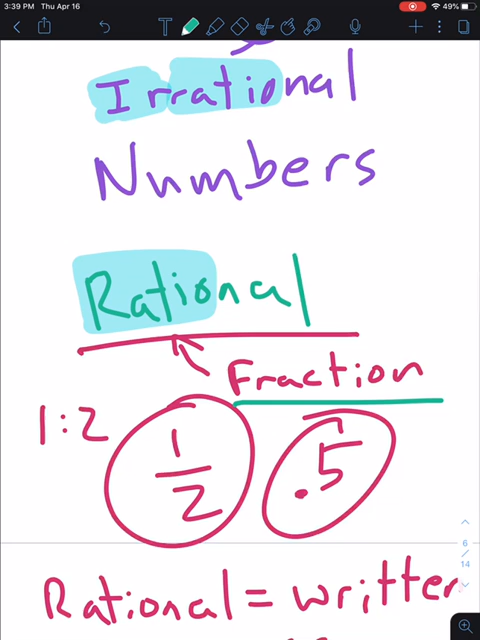 3:39 PM Thu Apr 16
49%
Irrational
Numbers
Rational
Fraction
1:2
1/2
.5
6
/
14
Rational = written